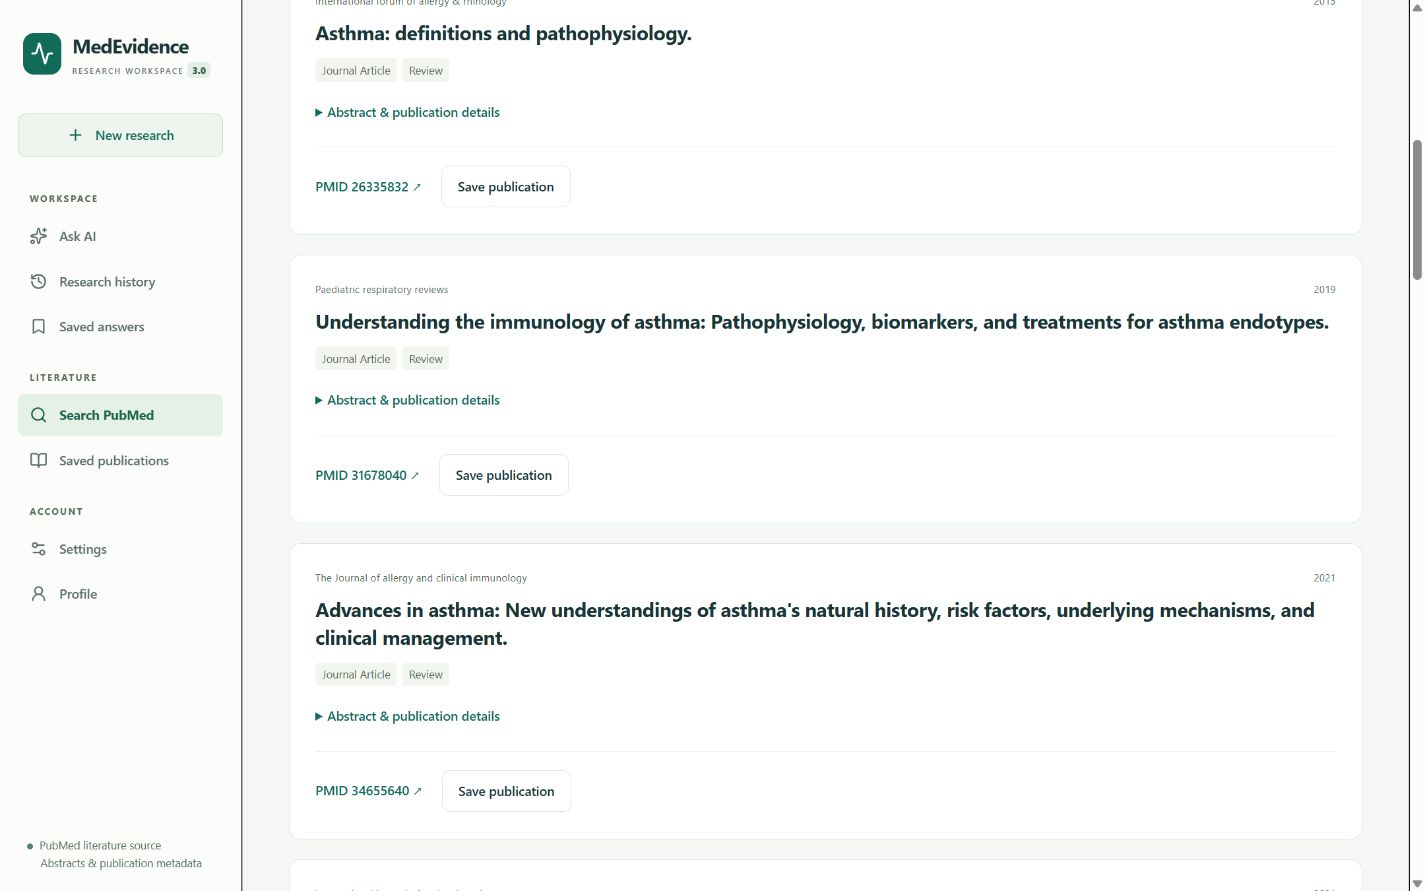 MedEvidence
RESEARCH WORKSPACE 3.0
New research
WORKSPACE
Ask AI
Research history
Saved answers
LITERATURE
Search PubMed
Saved publications
ACCOUNT
Settings
Profile
PubMed literature source
Abstracts & publication metadata
International forum of allergy & rhinology 2015
Asthma: definitions and pathophysiology.
Journal Article Review
Abstract & publication details
PMID 26335832 ↗ Save publication
Paediatric respiratory reviews 2019
Understanding the immunology of asthma: Pathophysiology, biomarkers, and treatments for asthma endotypes.
Journal Article Review
Abstract & publication details
PMID 31678040 ↗ Save publication
The Journal of allergy and clinical immunology 2021
Advances in asthma: New understandings of asthma's natural history, risk factors, underlying mechanisms, and
clinical management.
Journal Article Review
Abstract & publication details
PMID 34655640 ↗ Save publication